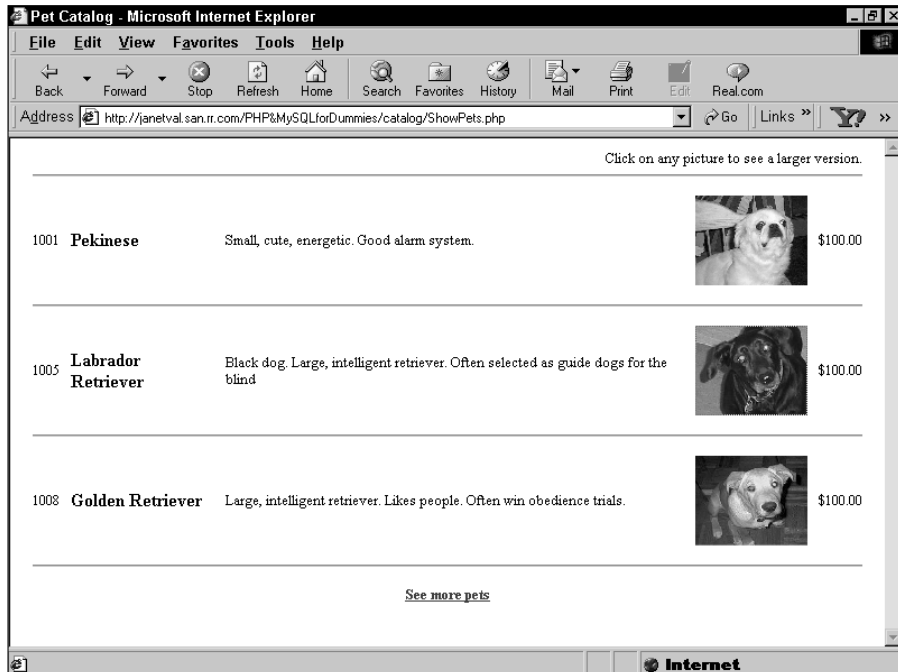 Pet Catalog - Microsoft Internet Explorer
File Edit View Favorites Tools Help
Back Forward Stop Refresh Home Search Favorites History Mail Print Edit Real.com
Address http://janetval.san.rr.com/PHP&MySQLforDummies/catalog/ShowPets.php Go Links » Y? »
Click on any picture to see a larger version.
1001 Pekinese Small, cute, energetic. Good alarm system. $100.00
1005 Labrador Retriever Black dog. Large, intelligent retriever. Often selected as guide dogs for the
blind $100.00
1008 Golden Retriever Large, intelligent retriever. Likes people. Often win obedience trials. $100.00
See more pets
Internet